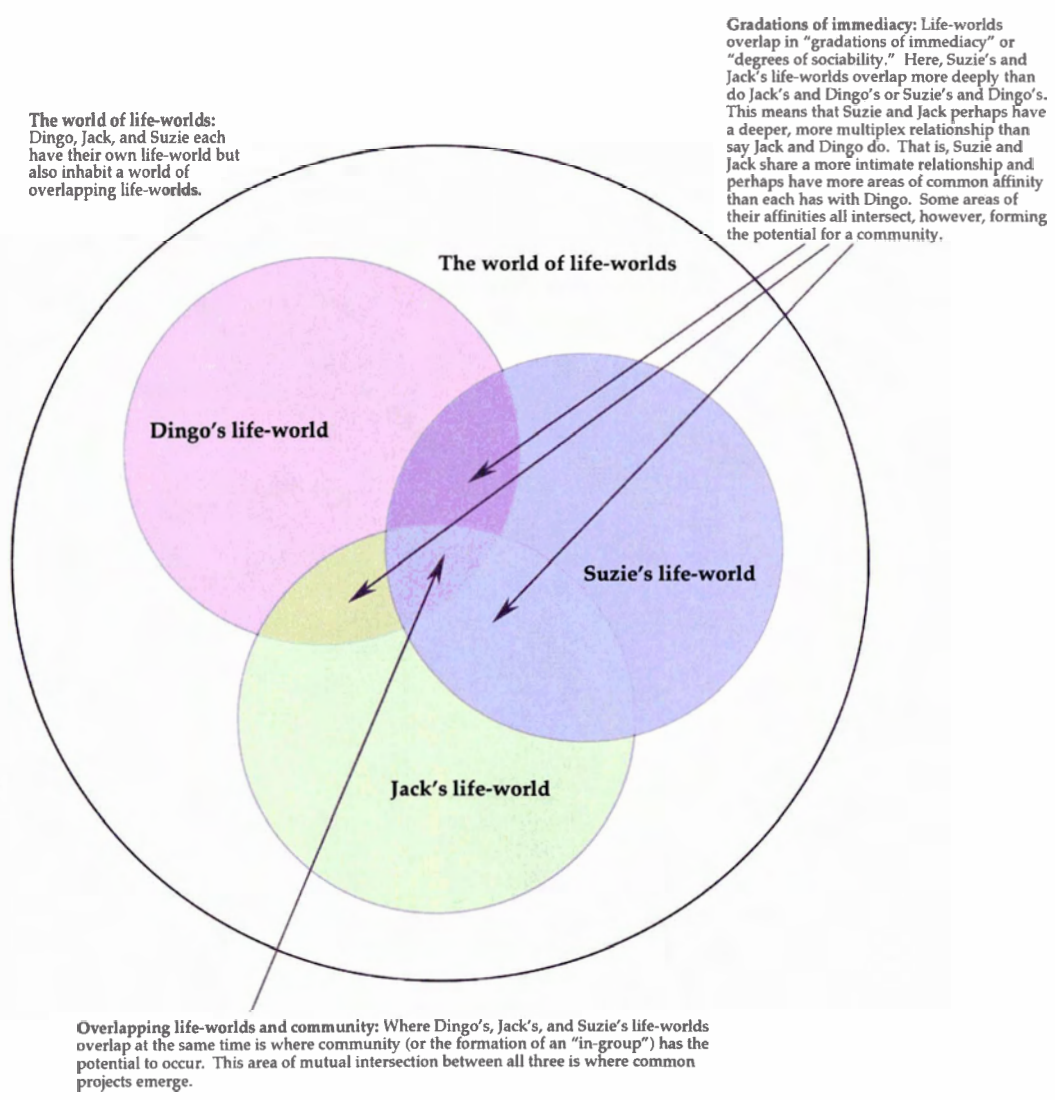 Gradations of immediacy: Life-worlds
overlap in "gradations of immediacy" or
"degrees of sociability." Here, Suzie's and
Jack's life-worlds overlap more deeply than
do Jack's and Dingo's or Suzie's and Dingo's.
This means that Suzie and Jack perhaps have
a deeper, more multiplex relationship than
say Jack and Dingo do. That is, Suzie and
Jack share a more intimate relationship and
perhaps have more areas of common affinity
than each has with Dingo. Some areas of
their affinities all intersect, however, forming
the potential for a community.
The world of life-worlds:
Dingo, Jack, and Suzie each
have their own life-world but
also inhabit a world of
overlapping life-worlds.
The world of life-worlds
Dingo's life-world
Suzie's life-world
Jack's life-world
Overlapping life-worlds and community: Where Dingo's, Jack's, and Suzie's life-worlds
overlap at the same time is where community (or the formation of an "in-group") has the
potential to occur. This area of mutual intersection between all three is where common
projects emerge.